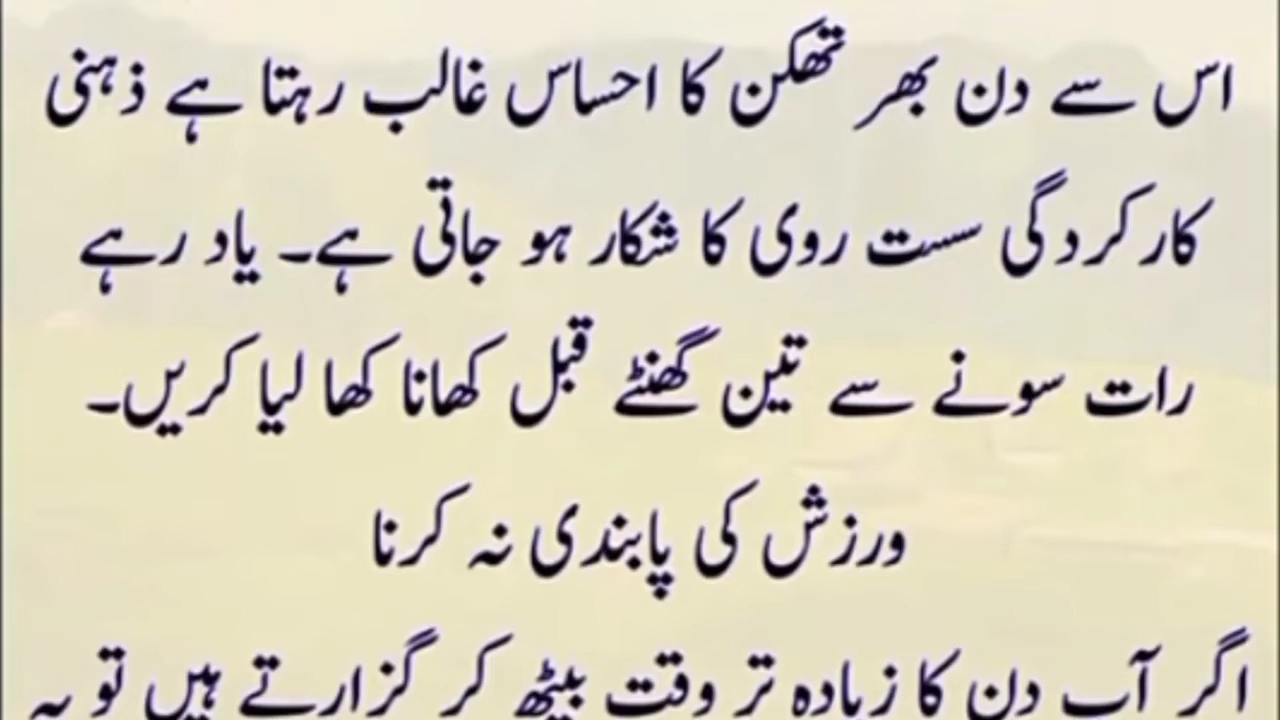 اس سے دن بھر تھکن کا احساس غالب رہتا ہے ذہنی
کارکردگی سست روی کا شکار ہو جاتی ہے۔ یاد رہے
رات سونے سے تین گھنٹے قبل کھانا کھا لیا کریں۔
ورزش کی پابندی نہ کرنا
اگر آپ دن کا زیادہ تر وقت بیٹھ کر گزارتے ہیں تو یہ